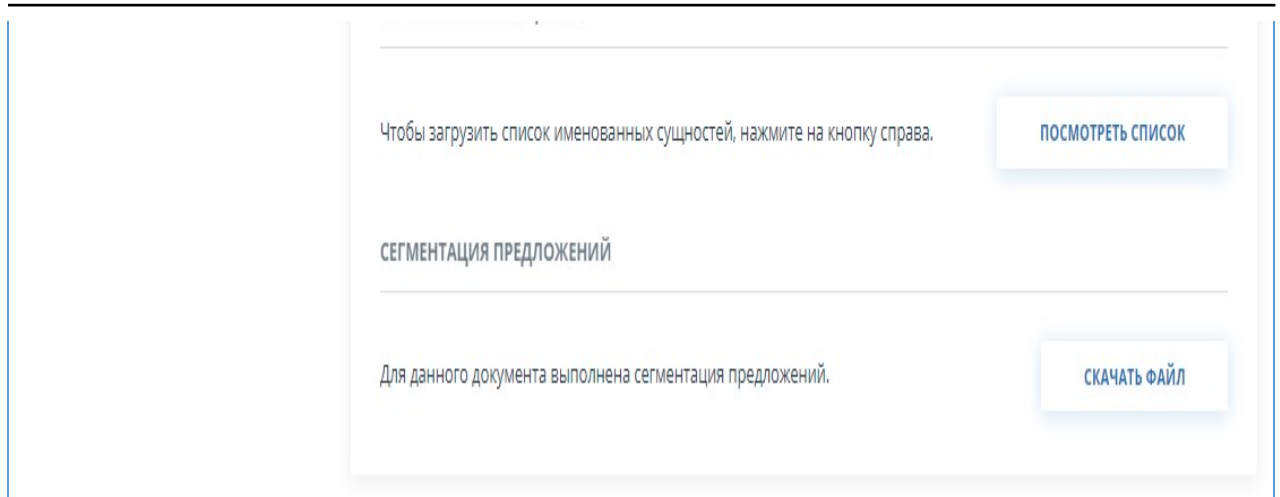 Чтобы загрузить список именованных сущностей, нажмите на кнопку справа.
ПОСМОТРЕТЬ СПИСОК
СЕГМЕНТАЦИЯ ПРЕДЛОЖЕНИЙ
Для данного документа выполнена сегментация предложений.
СКАЧАТЬ ФАЙЛ